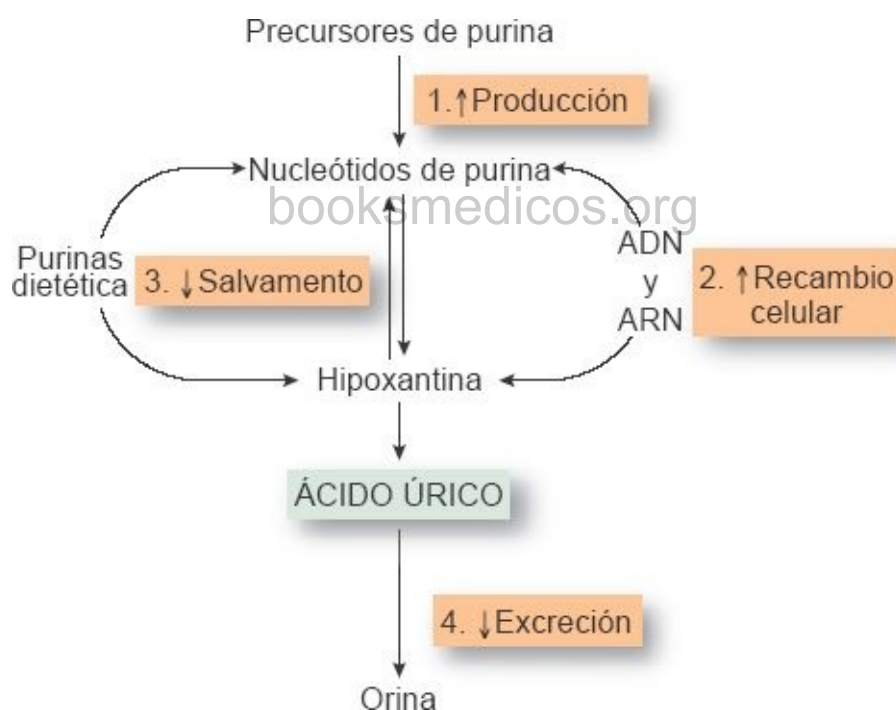 Precursores de purina
1.↑Producción
Nucleótidos de purina
booksmedicos.org
Purinas
dietética
3. ↓Salvamento
ADN
y
ARN
2. ↑Recambio
celular
Hipoxantina
ÁCIDO ÚRICO
4. ↓Excreción
Orina